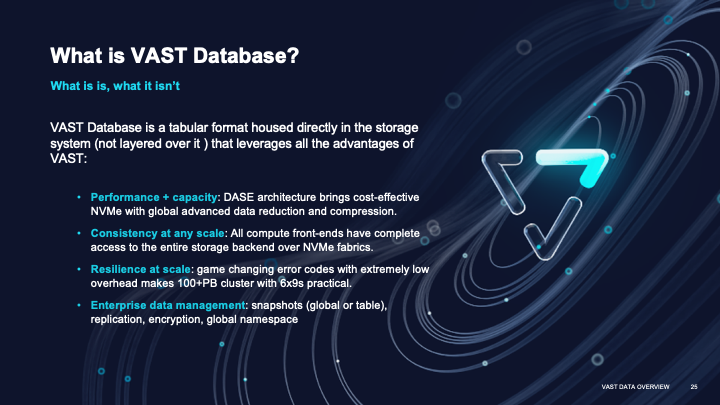 What is VAST Database?
What is is, what it isn't
VAST Database is a tabular format housed directly in the storage
system (not layered over it ) that leverages all the advantages of
VAST:
• Performance + capacity: DASE architecture brings cost-effective
NVMe with global advanced data reduction and compression.
• Consistency at any scale: All compute front-ends have complete
access to the entire storage backend over NVMe fabrics.
• Resilience at scale: game changing error codes with extremely low
overhead makes 100+PB cluster with 6x9s practical.
• Enterprise data management: snapshots (global or table),
replication, encryption, global namespace
VAST DATA OVERVIEW 25